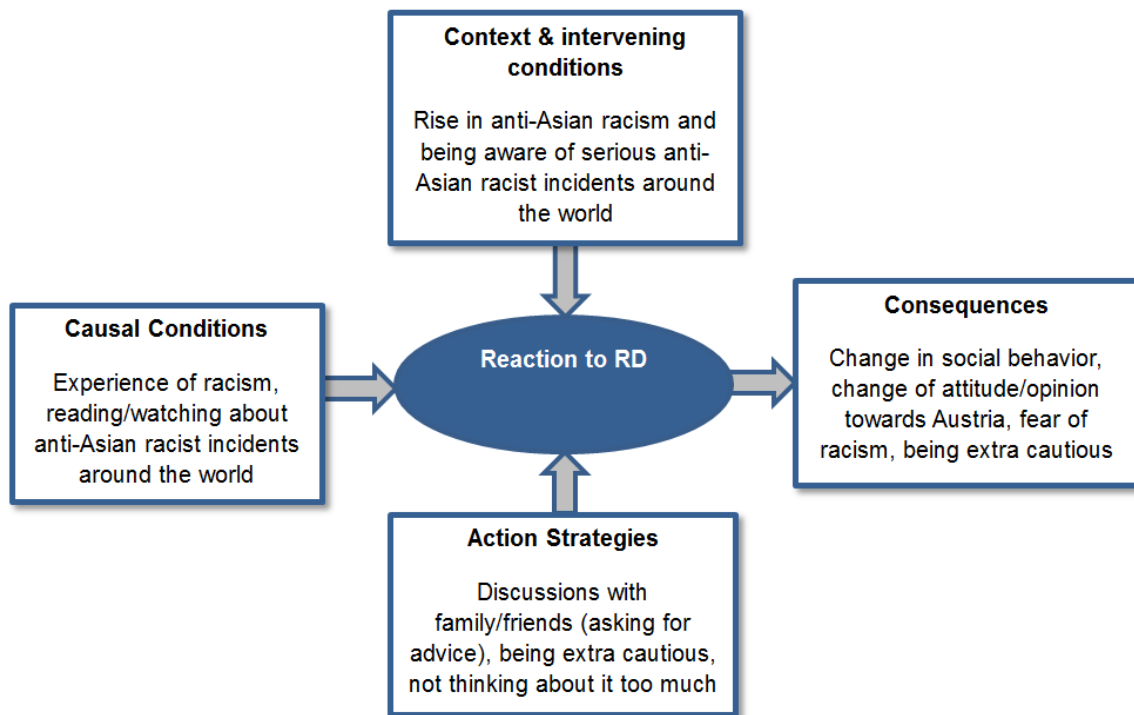 Context & intervening
conditions
Rise in anti-Asian racism and
being aware of serious anti-
Asian racist incidents around
the world
Causal Conditions
Experience of racism,
reading/watching about
anti-Asian racist incidents
around the world
Reaction to RD
Consequences
Change in social behavior,
change of attitude/opinion
towards Austria, fear of
racism, being extra cautious
Action Strategies
Discussions with
family/friends (asking for
advice), being extra cautious,
not thinking about it too much